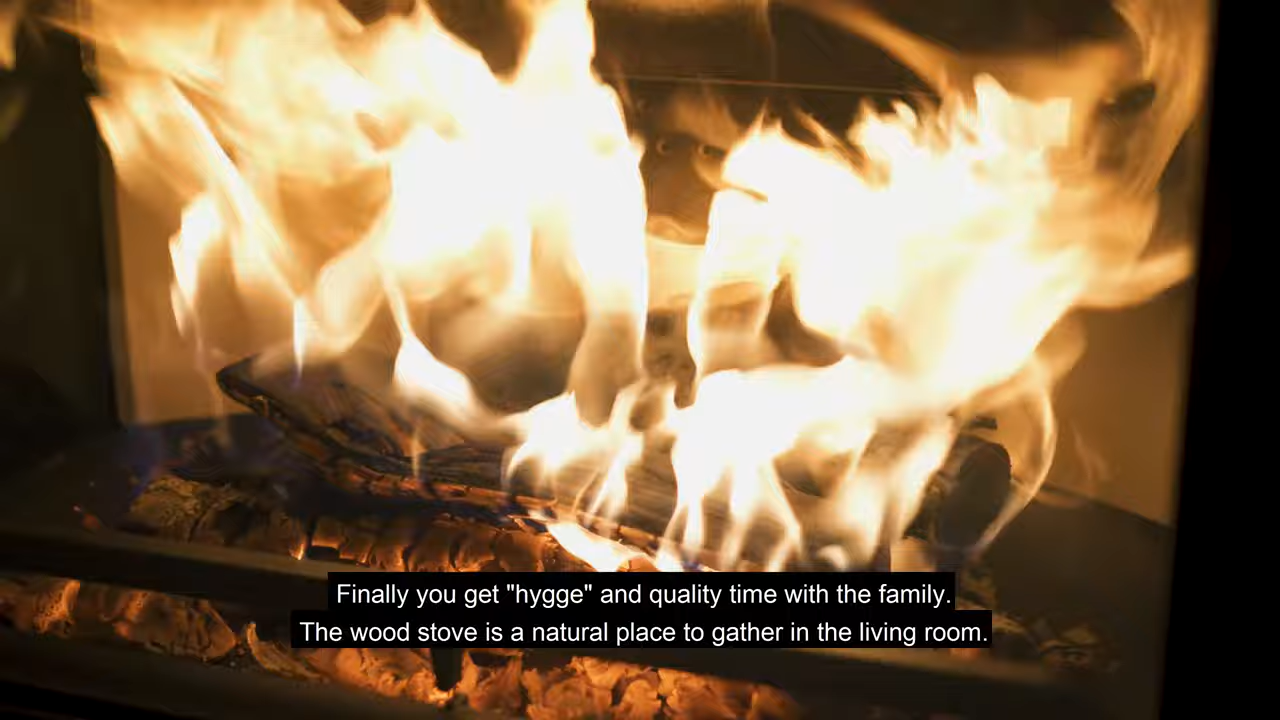 Finally you get "hygge" and quality time with the family.
The wood stove is a natural place to gather in the living room.